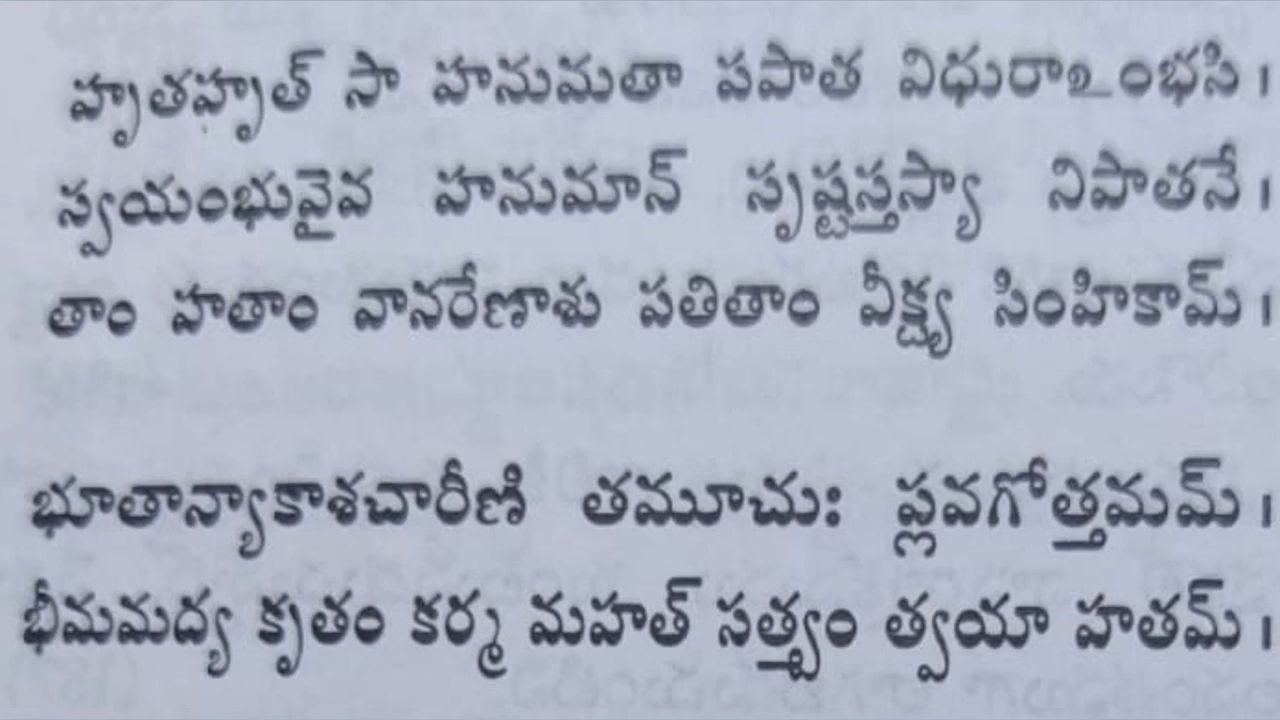 హృతహృత్ సా హనుమతా పపాత విధురాఽంభసి ।
స్వయంభువైవ హనుమాన్ సృష్టస్తస్యా నిపాతనే ।
తాం హతాం వానరేణాశు పతితాం వీక్ష్య సింహికామ్ ।
భూతాన్యాకాశచారీణి తమూచుః ప్లవగోత్తమమ్ ।
భీమమద్య కృతం కర్మ మహత్ సత్త్వం త్వయా హతమ్ ।